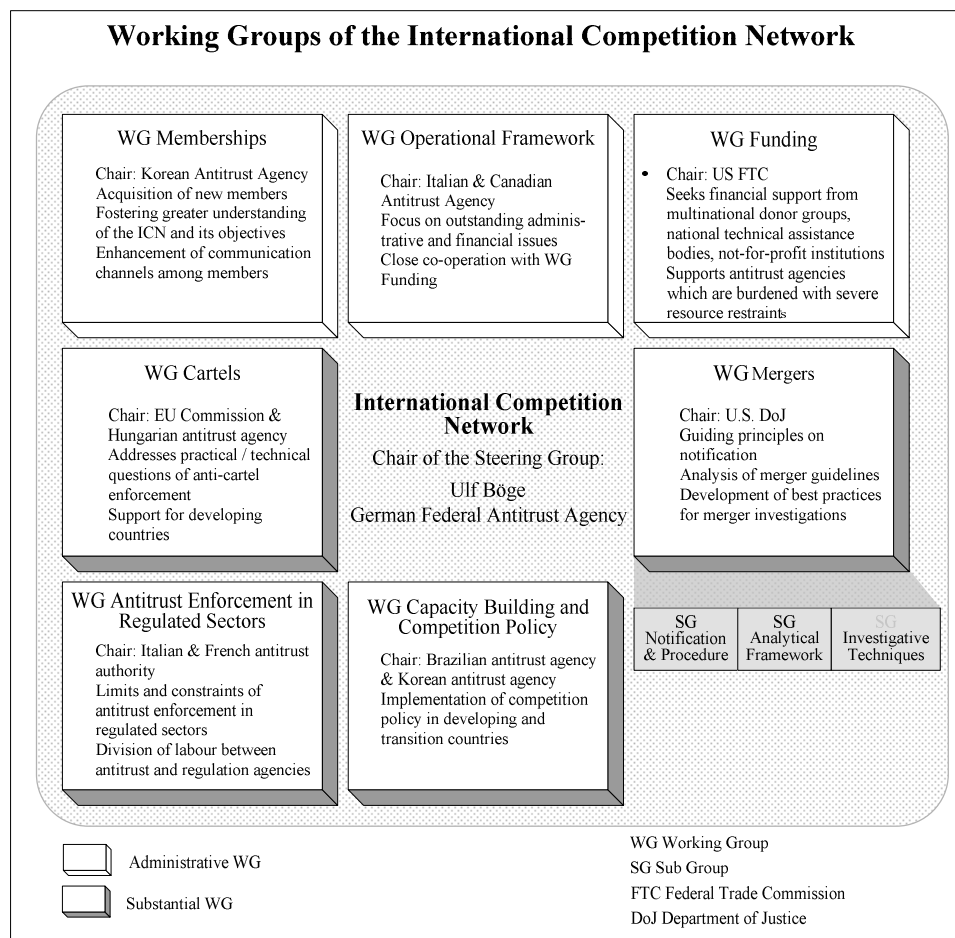 Working Groups of the International Competition Network
WG Memberships
Chair: Korean Antitrust Agency
Acquisition of new members
Fostering greater understanding
of the ICN and its objectives
Enhancement of communication
channels among members
WG Operational Framework
Chair: Italian & Canadian
Antitrust Agency
Focus on outstanding adminis-
trative and financial issues
Close co-operation with WG
Funding
WG Funding
• Chair: US FTC
Seeks financial support from
multinational donor groups,
national technical assistance
bodies, not-for-profit institutions
Supports antitrust agencies
which are burdened with severe
resource restraints
WG Cartels
Chair: EU Commission &
Hungarian antitrust agency
Addresses practical / technical
questions of anti-cartel
enforcement
Support for developing
countries
International Competition
Network
Chair of the Steering Group:
Ulf Böge
German Federal Antitrust Agency
WG Mergers
Chair: U.S. DoJ
Guiding principles on
notification
Analysis of merger guidelines
Development of best practices
for merger investigations
SG
Notification
& Procedure
SG
Analytical
Framework
SG
Investigative
Techniques
WG Antitrust Enforcement in
Regulated Sectors
Chair: Italian & French antitrust
authority
Limits and constraints of
antitrust enforcement in
regulated sectors
Division of labour between
antitrust and regulation agencies
WG Capacity Building and
Competition Policy
Chair: Brazilian antitrust agency
& Korean antitrust agency
Implementation of competition
policy in developing and
transition countries
Administrative WG
Substantial WG
WG Working Group
SG Sub Group
FTC Federal Trade Commission
DoJ Department of Justice